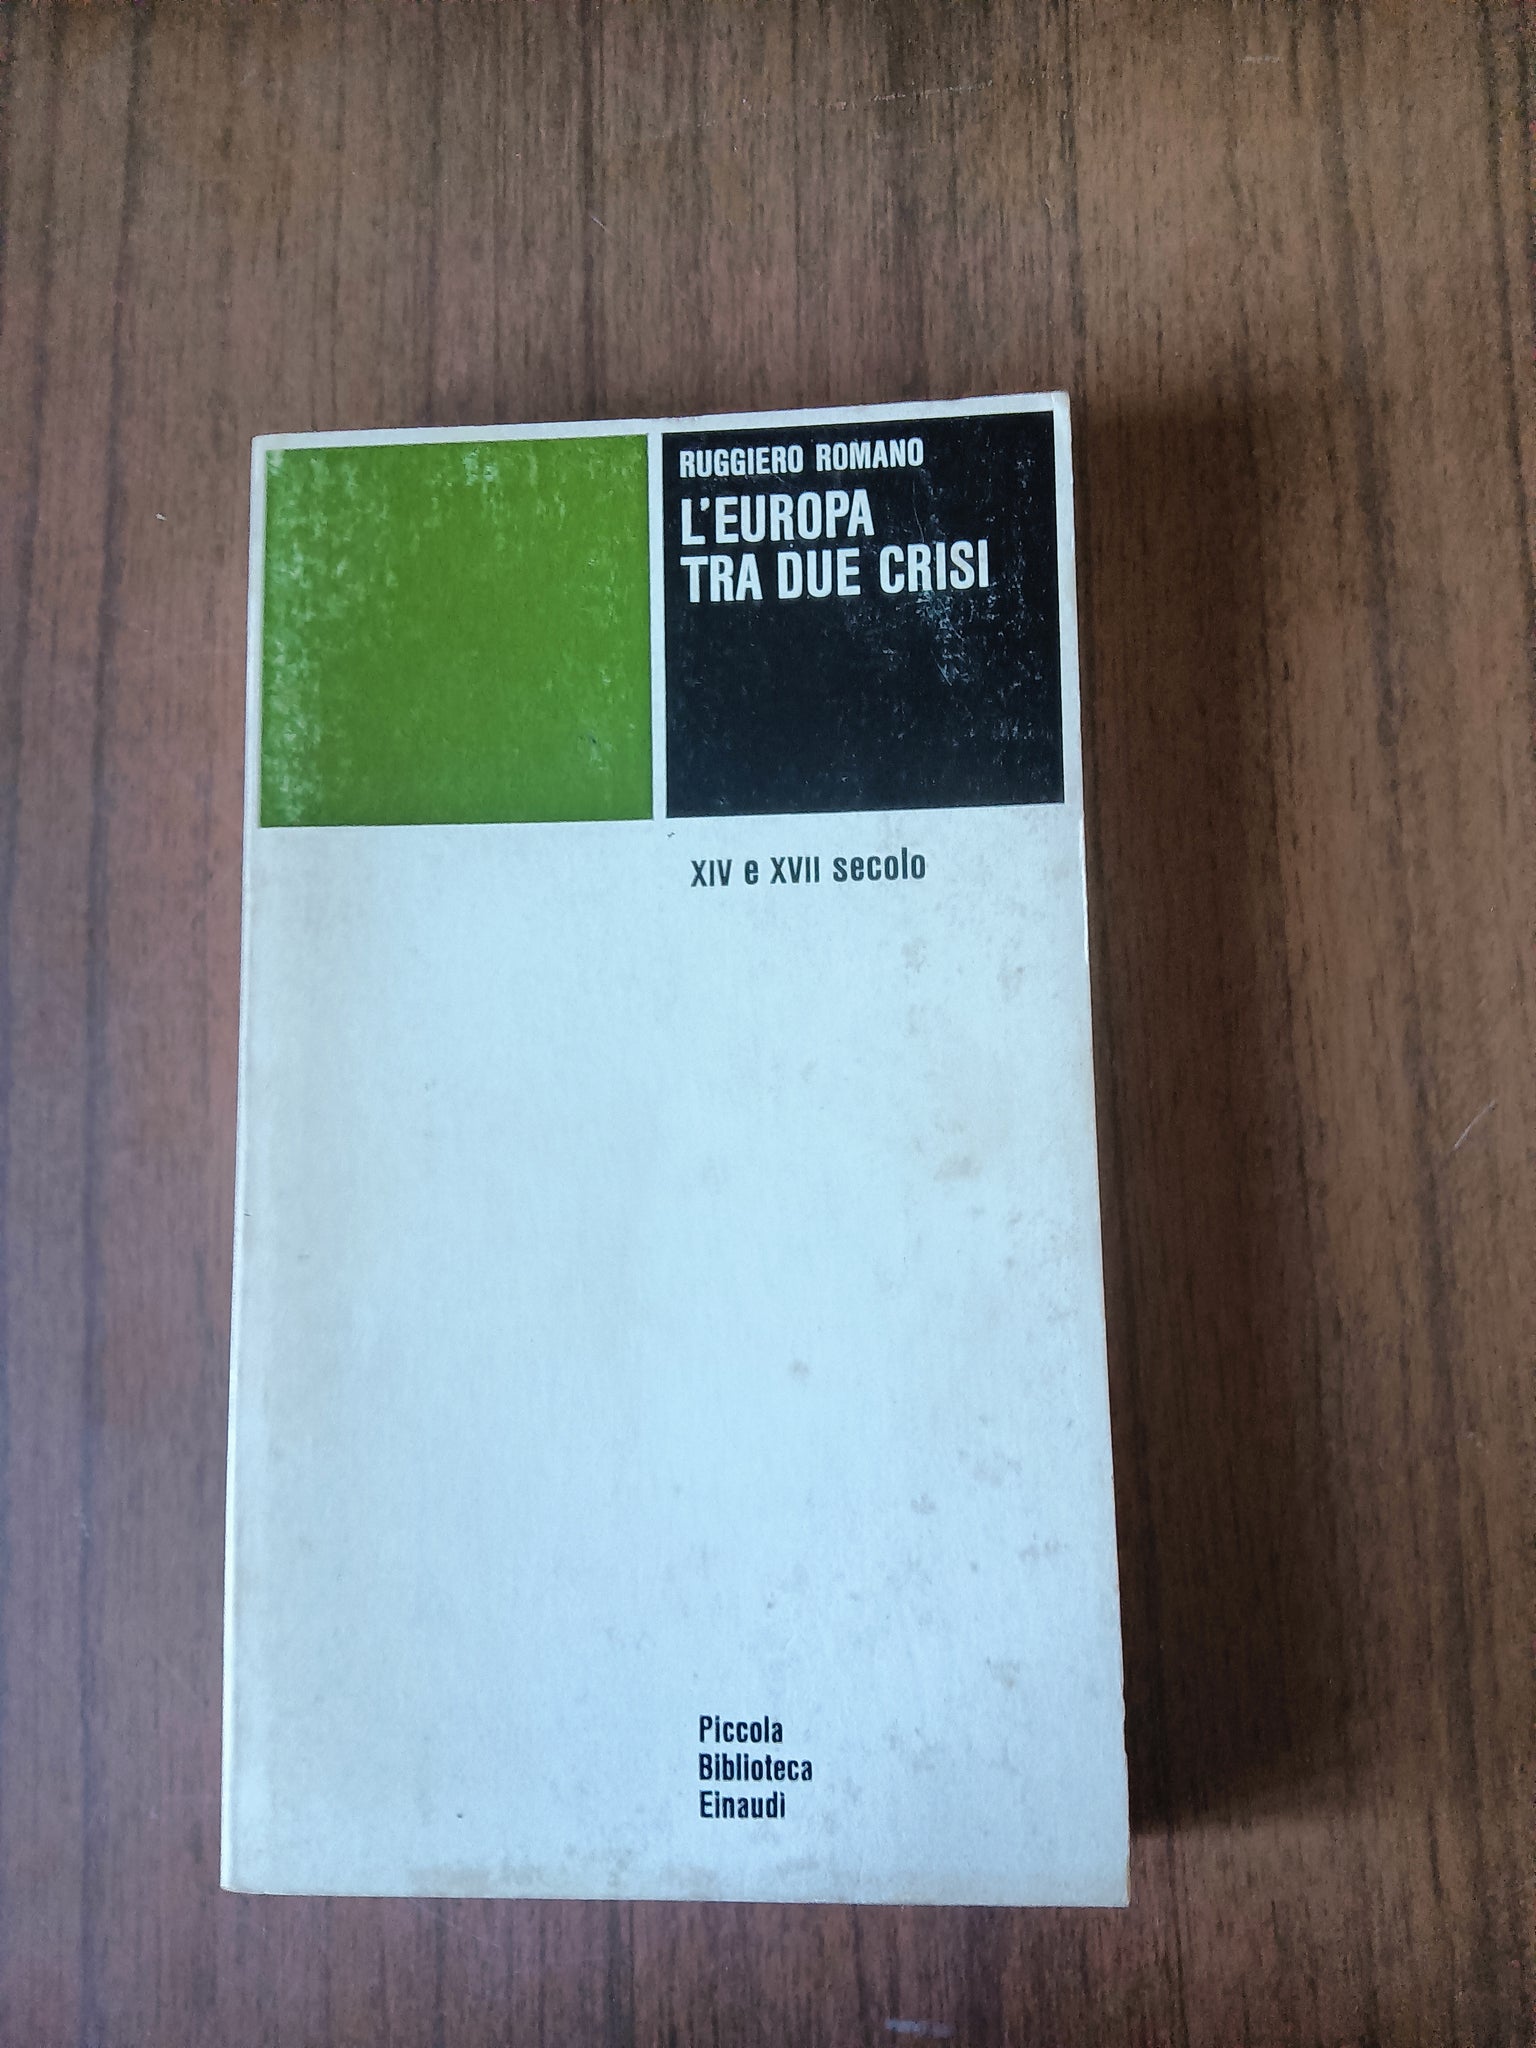 RUGGIERO ROMANO
L'EUROPA
TRA DUE CRISI
XIV e XVII secolo
Piccola
Biblioteca
Einaudi